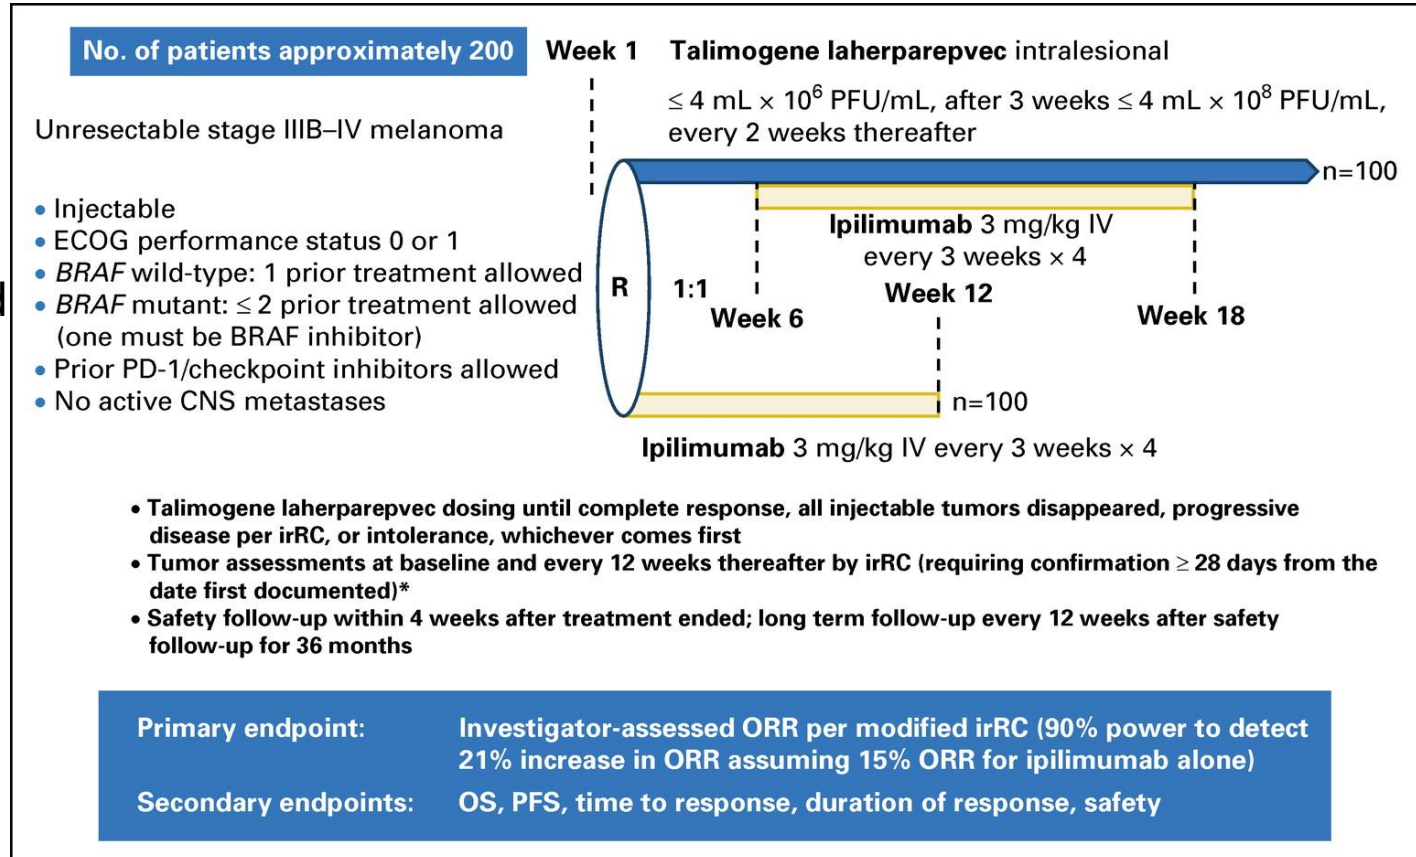 No. of patients approximately 200
Unresectable stage IIIB–IV melanoma
• Injectable
• ECOG performance status 0 or 1
• BRAF wild-type: 1 prior treatment allowed
• BRAF mutant: ≤ 2 prior treatment allowed
(one must be BRAF inhibitor)
• Prior PD-1/checkpoint inhibitors allowed
• No active CNS metastases
Week 1
Talimogene laherparepvec intralesional
≤ 4 mL × 10⁶ PFU/mL, after 3 weeks ≤ 4 mL × 10⁸ PFU/mL,
every 2 weeks thereafter
n=100
Ipilimumab 3 mg/kg IV
every 3 weeks × 4
R
1:1
Week 6
Week 12
Week 18
n=100
Ipilimumab 3 mg/kg IV every 3 weeks × 4
• Talimogene laherparepvec dosing until complete response, all injectable tumors disappeared, progressive
disease per irRC, or intolerance, whichever comes first
• Tumor assessments at baseline and every 12 weeks thereafter by irRC (requiring confirmation ≥ 28 days from the
date first documented)*
• Safety follow-up within 4 weeks after treatment ended; long term follow-up every 12 weeks after safety
follow-up for 36 months
Primary endpoint: Investigator-assessed ORR per modified irRC (90% power to detect
21% increase in ORR assuming 15% ORR for ipilimumab alone)
Secondary endpoints: OS, PFS, time to response, duration of response, safety